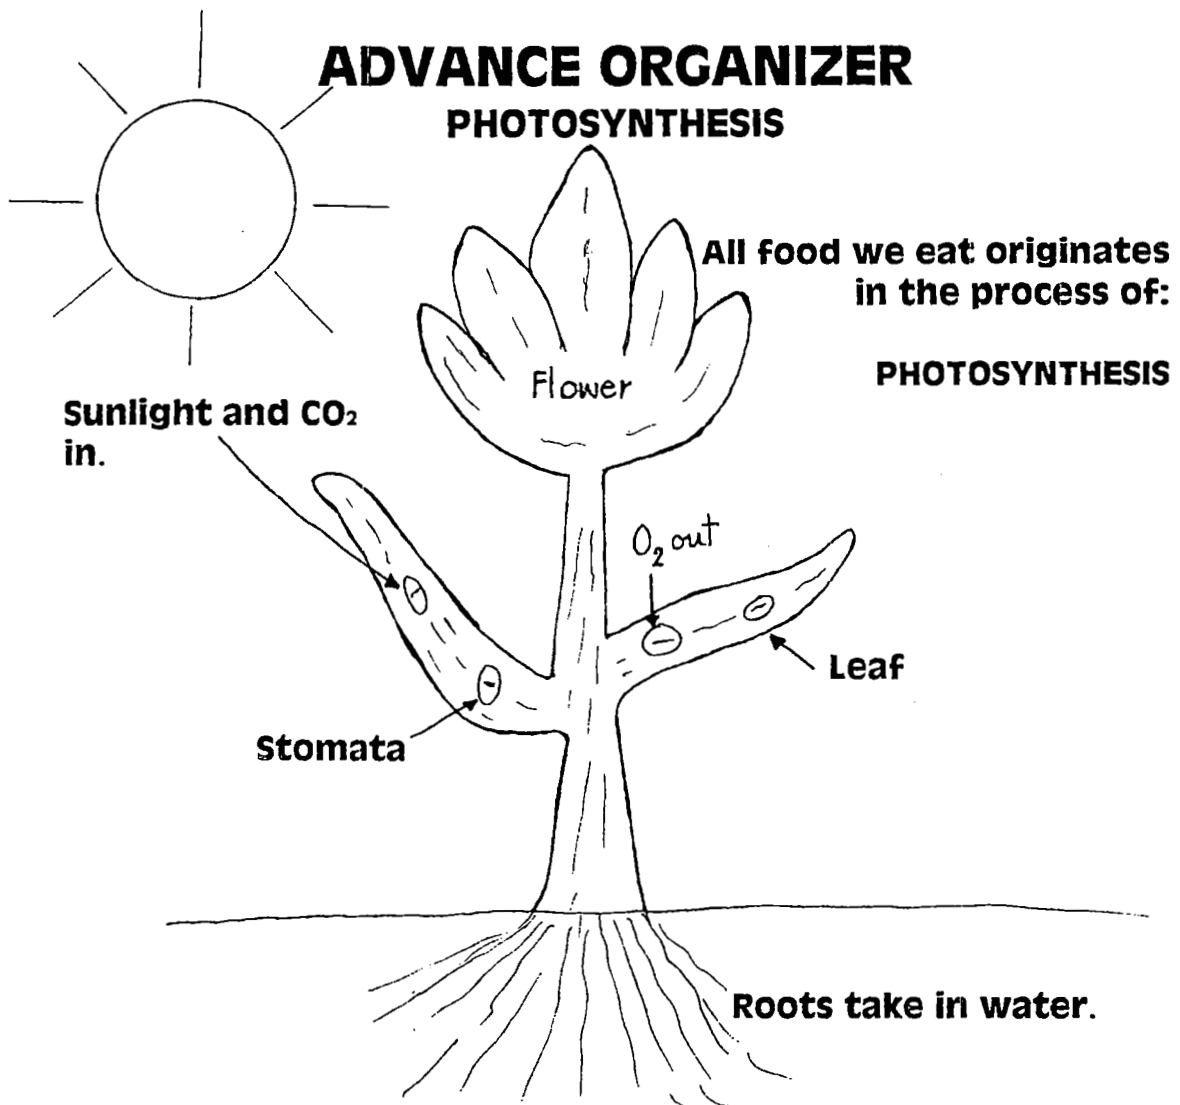 ADVANCE ORGANIZER
PHOTOSYNTHESIS
All food we eat originates
in the process of:
PHOTOSYNTHESIS
Flower
Sunlight and CO₂
in.
O₂ out
Leaf
Stomata
Roots take in water.